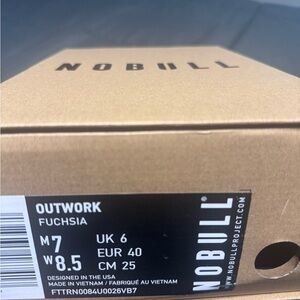 NOBULL
OUTWORK
FUCHSIA
M 7
W 8.5
UK 6
EUR 40
CM 25
DESIGNED IN THE USA
MADE IN VIETNAM / FABRIQUÉ AU VIETNAM
FTTRN0084U0026VB7
NOBULL
WWW.NOBULLPROJECT.COM